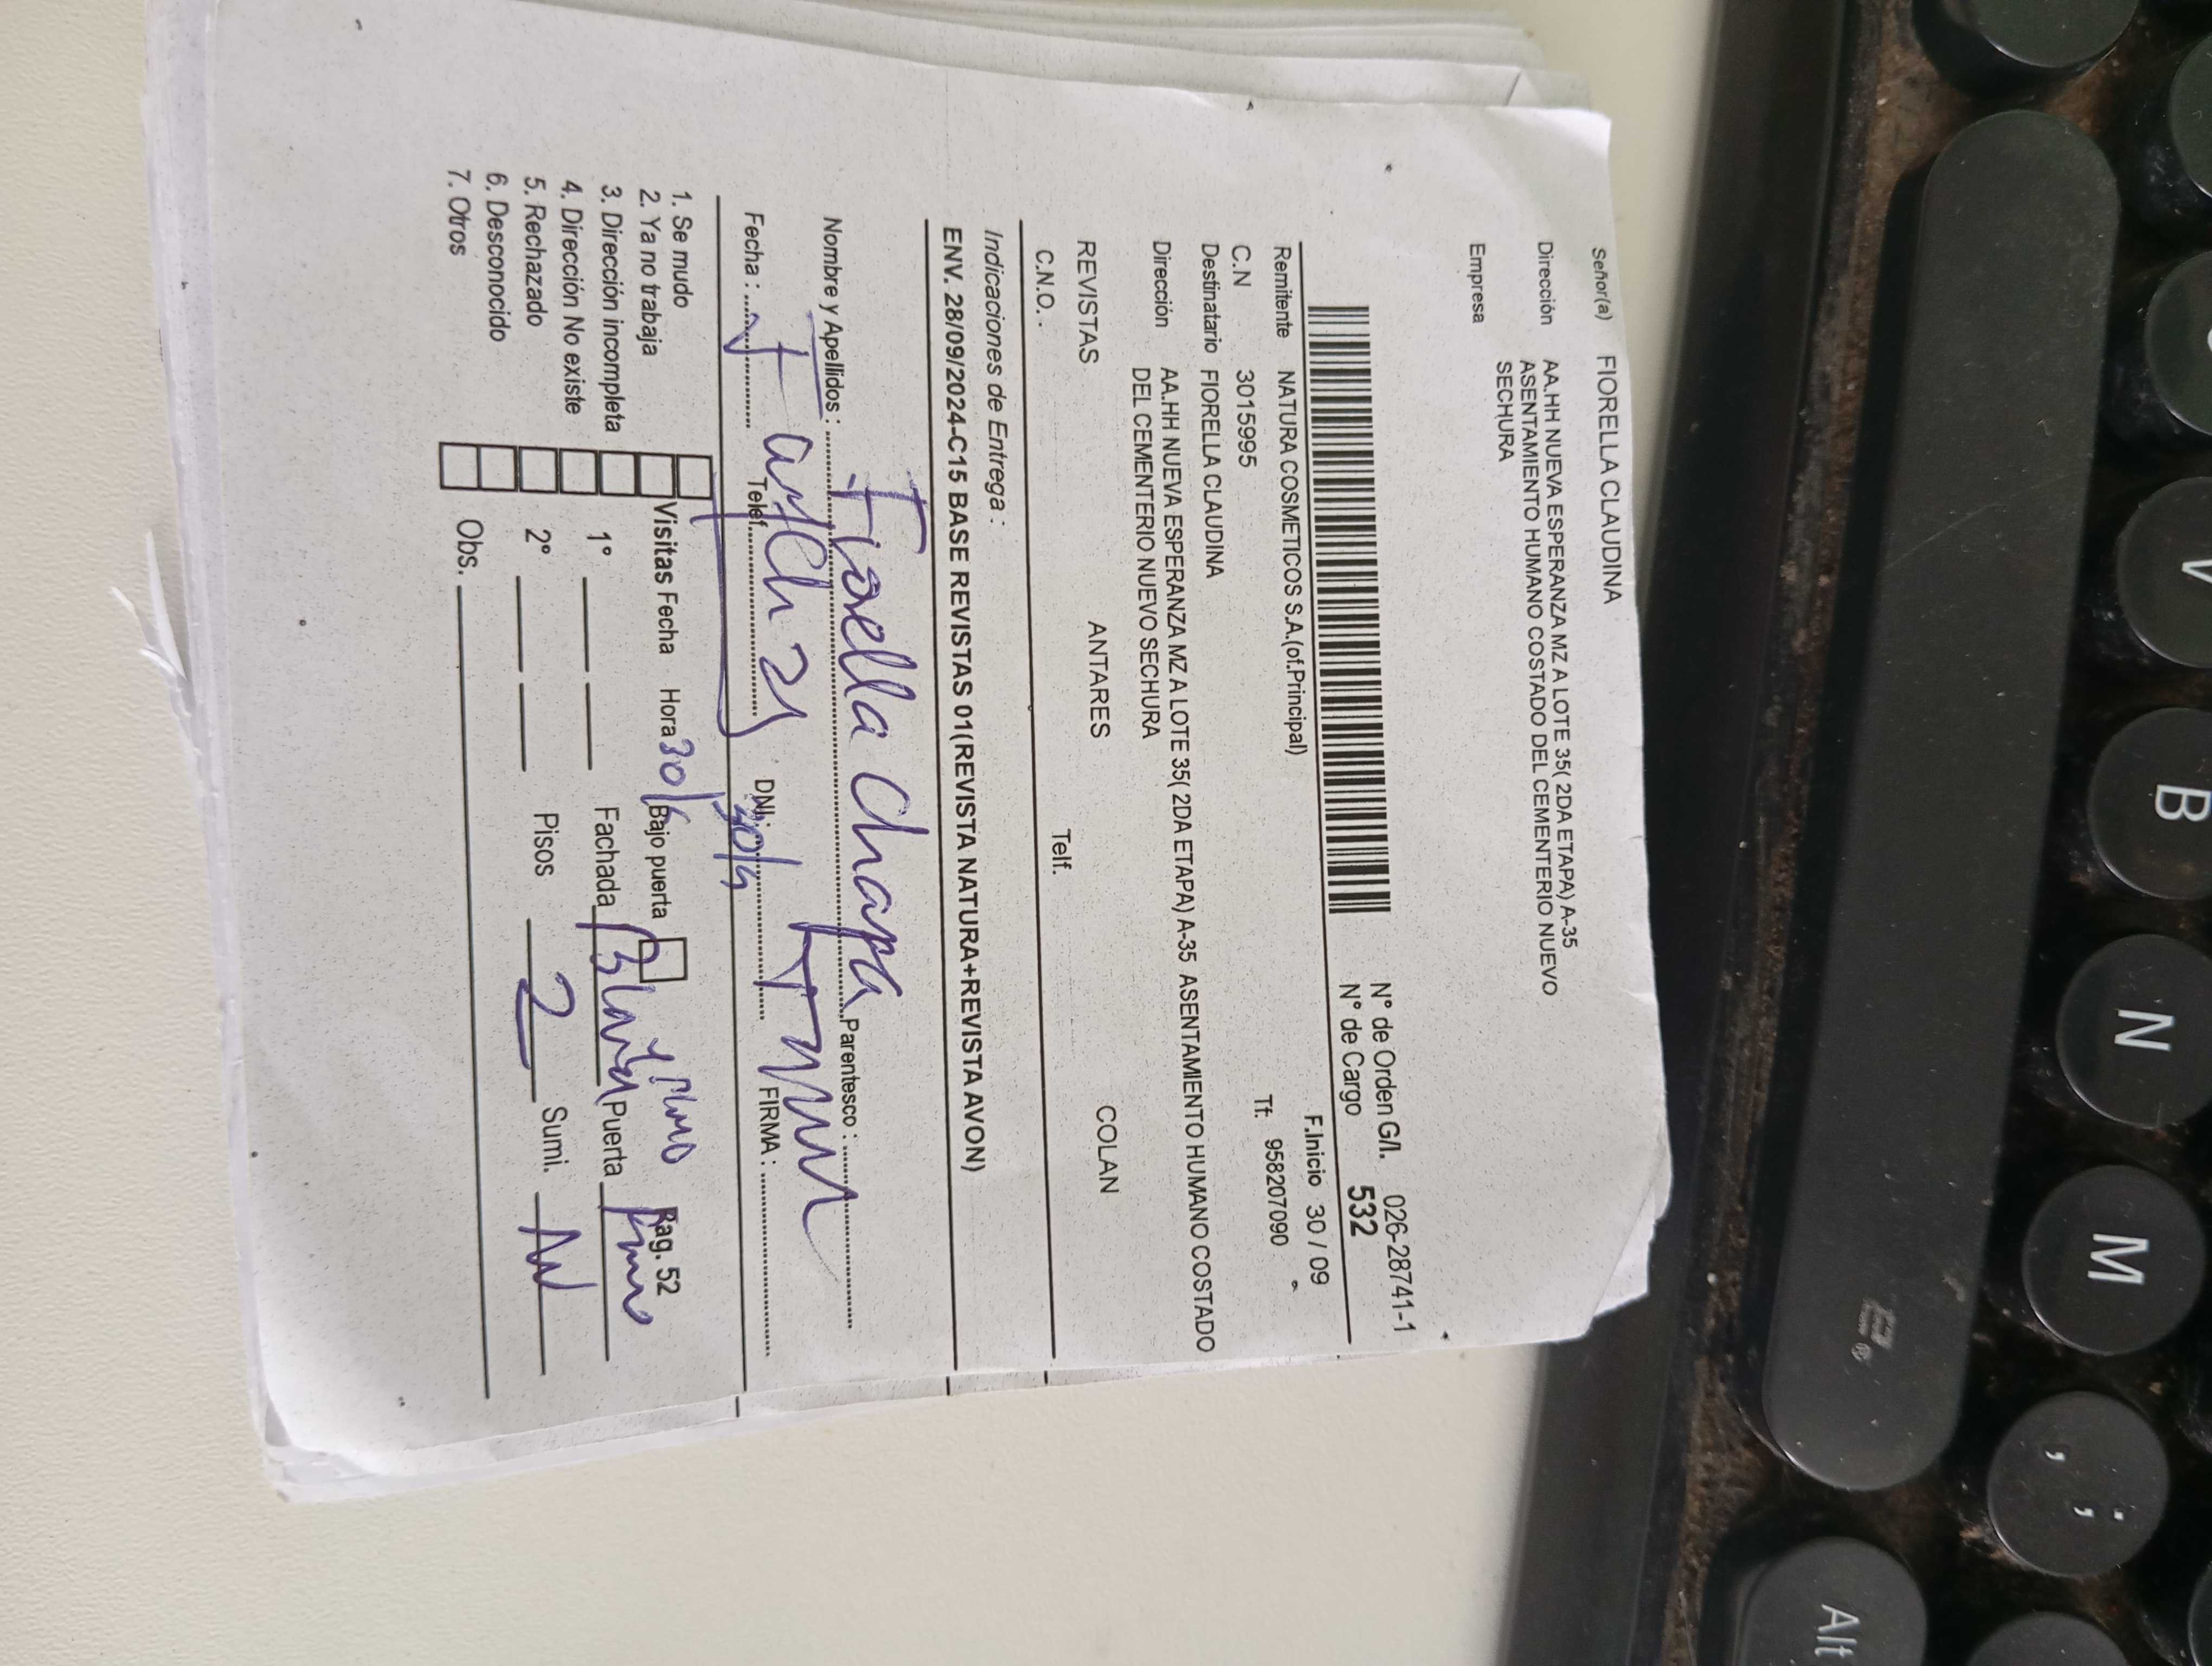 Señor(a) FIORELLA CLAUDINA
Dirección AA.HH NUEVA ESPERANZA MZ A LOTE 35( 2DA ETAPA) A-35
ASENTAMIENTO HUMANO COSTADO DEL CEMENTERIO NUEVO
SECHURA
Empresa
N° de Orden G/I. 026-28741-1
N° de Cargo 532
Remitente NATURA COSMETICOS S.A.(of.Principal) F.Inicio 30 / 09
C.N 3015995 Tf: 958207090
Destinatario FIORELLA CLAUDINA
Dirección AA.HH NUEVA ESPERANZA MZ A LOTE 35( 2DA ETAPA) A-35 ASENTAMIENTO HUMANO COSTADO
DEL CEMENTERIO NUEVO SECHURA
REVISTAS ANTARES COLAN
C.N.O. - Telf.
Indicaciones de Entrega :
ENV. 28/09/2024-C15 BASE REVISTAS 01(REVISTA NATURA+REVISTA AVON)
Nombre y Apellidos : Chapa Parentesco :
Fecha : Telef. DNI: 30/9 FIRMA :
1. Se mudo
2. Ya no trabaja
3. Dirección incompleta
4. Dirección No existe
5. Rechazado
6. Desconocido
7. Otros
Visitas Fecha Hora Bajo puerta Pag. 52
1° Fachada Puerta
2° Pisos 2 Sumi.
Obs.
B
N
M
, ;
Alt